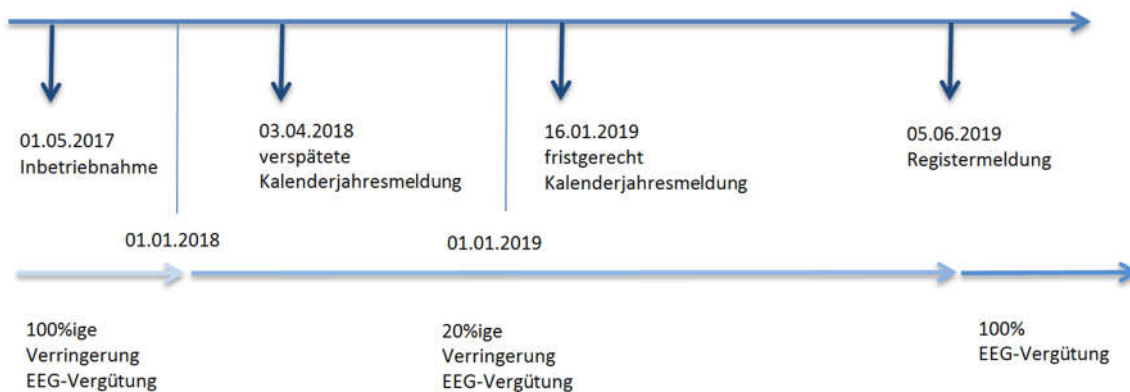 01.05.2017
Inbetriebnahme
03.04.2018
verspätete
Kalenderjahresmeldung
16.01.2019
fristgerecht
Kalenderjahresmeldung
05.06.2019
Registermeldung
01.01.2018
01.01.2019
100%ige
Verringerung
EEG-Vergütung
20%ige
Verringerung
EEG-Vergütung
100%
EEG-Vergütung